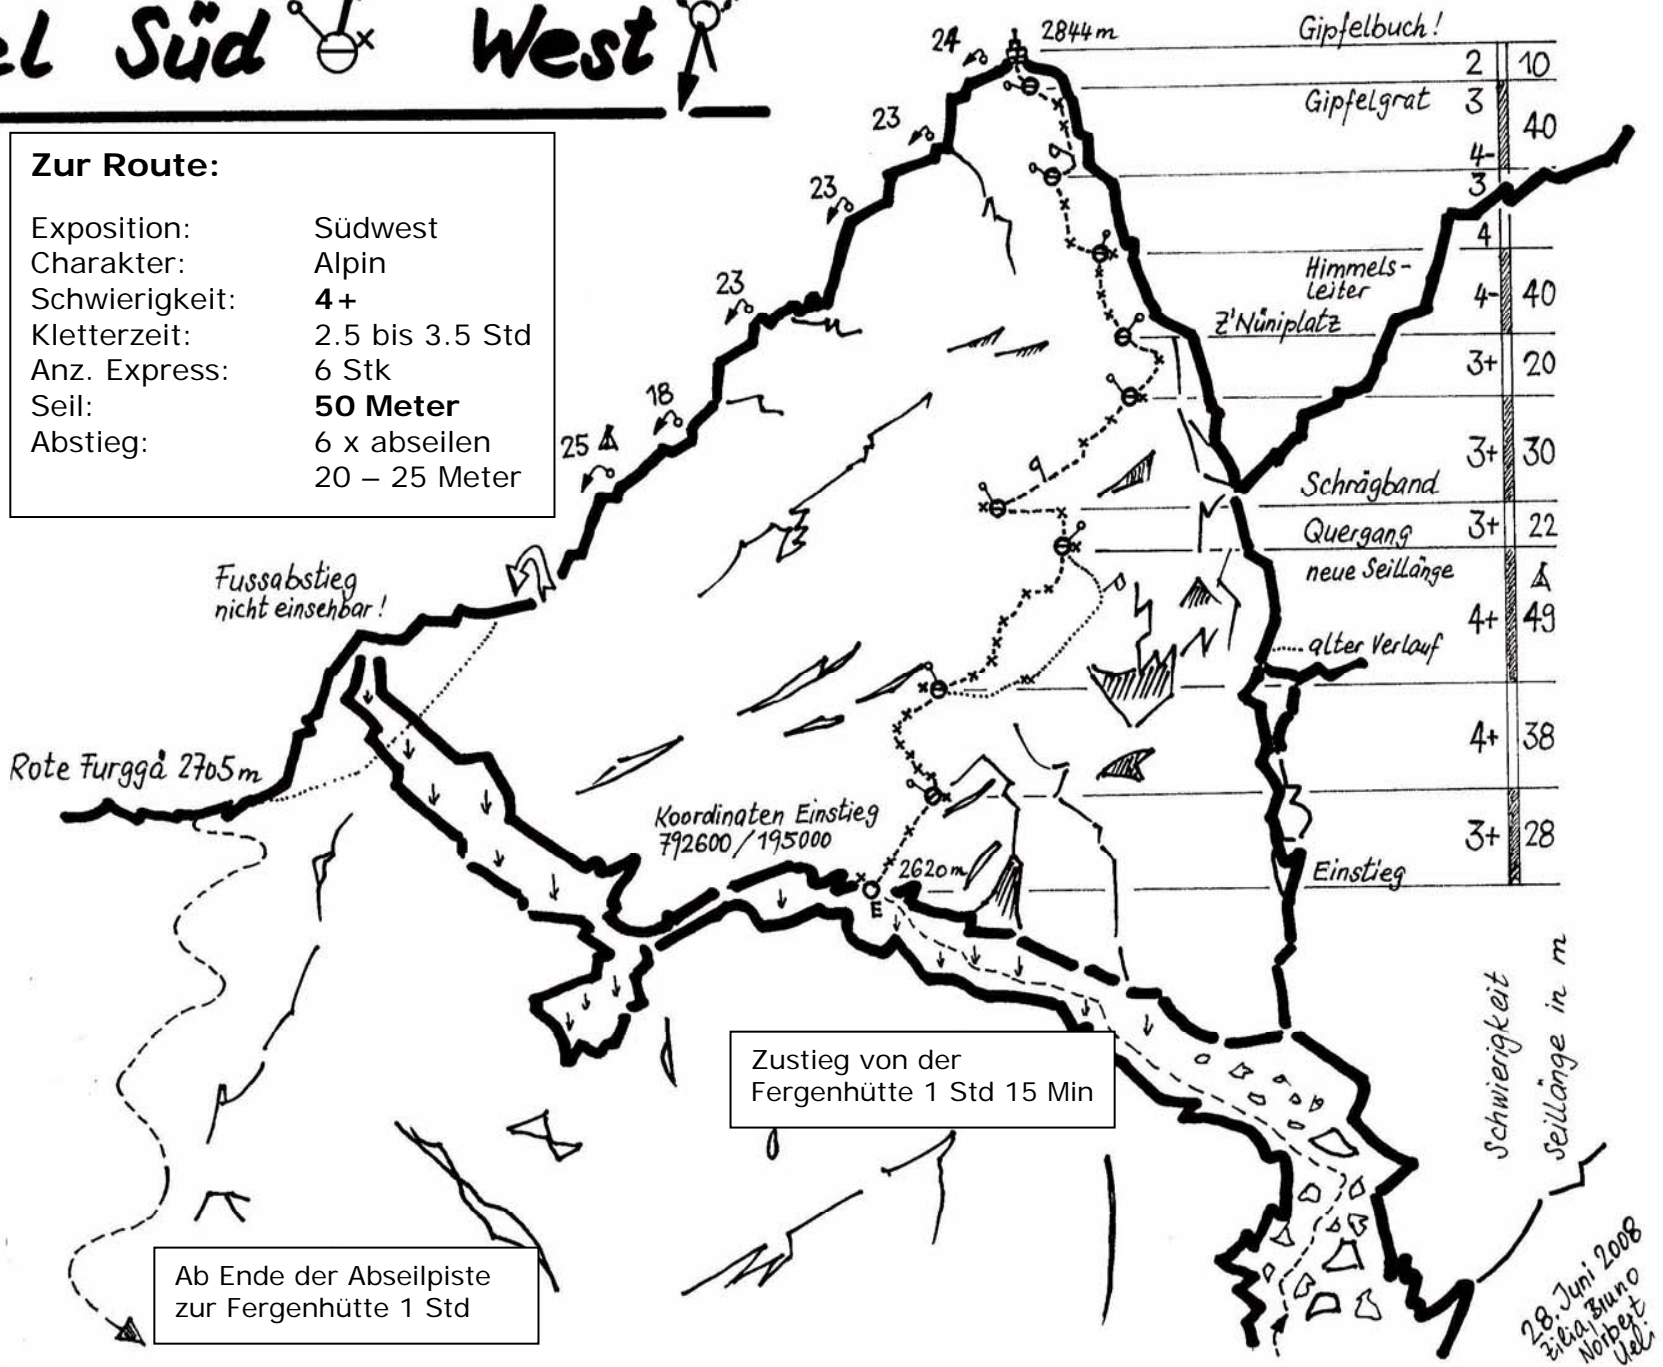 el Süd West
24
2844m
Gipfelbuch!
2
10
Zur Route:
Exposition: Südwest
Charakter: Alpin
Schwierigkeit: 4+
Kletterzeit: 2.5 bis 3.5 Std
Anz. Express: 6 Stk
Seil: 50 Meter
Abstieg: 6 x abseilen
20 – 25 Meter
23
Gipfelgrat
3
40
4-
23
3
4
23
Himmels-
leiter
4-
40
Z'Nüniplatz
3+
20
18
25
3+
30
Schrägband
Quergang
3+
22
neue Seillänge
4+
49
Fussabstieg
nicht einsehbar!
alter Verlauf
4+
38
Rote Furggå 2705m
Koordinaten Einstieg
792600/195000
3+
28
2620m
E
Einstieg
Schwierigkeit
Seillänge in m
Zustieg von der
Fergenhütte 1 Std 15 Min
Ab Ende der Abseilpiste
zur Fergenhütte 1 Std
28. Juni 2008
Zilia, Bruno
Norbert
Ueli